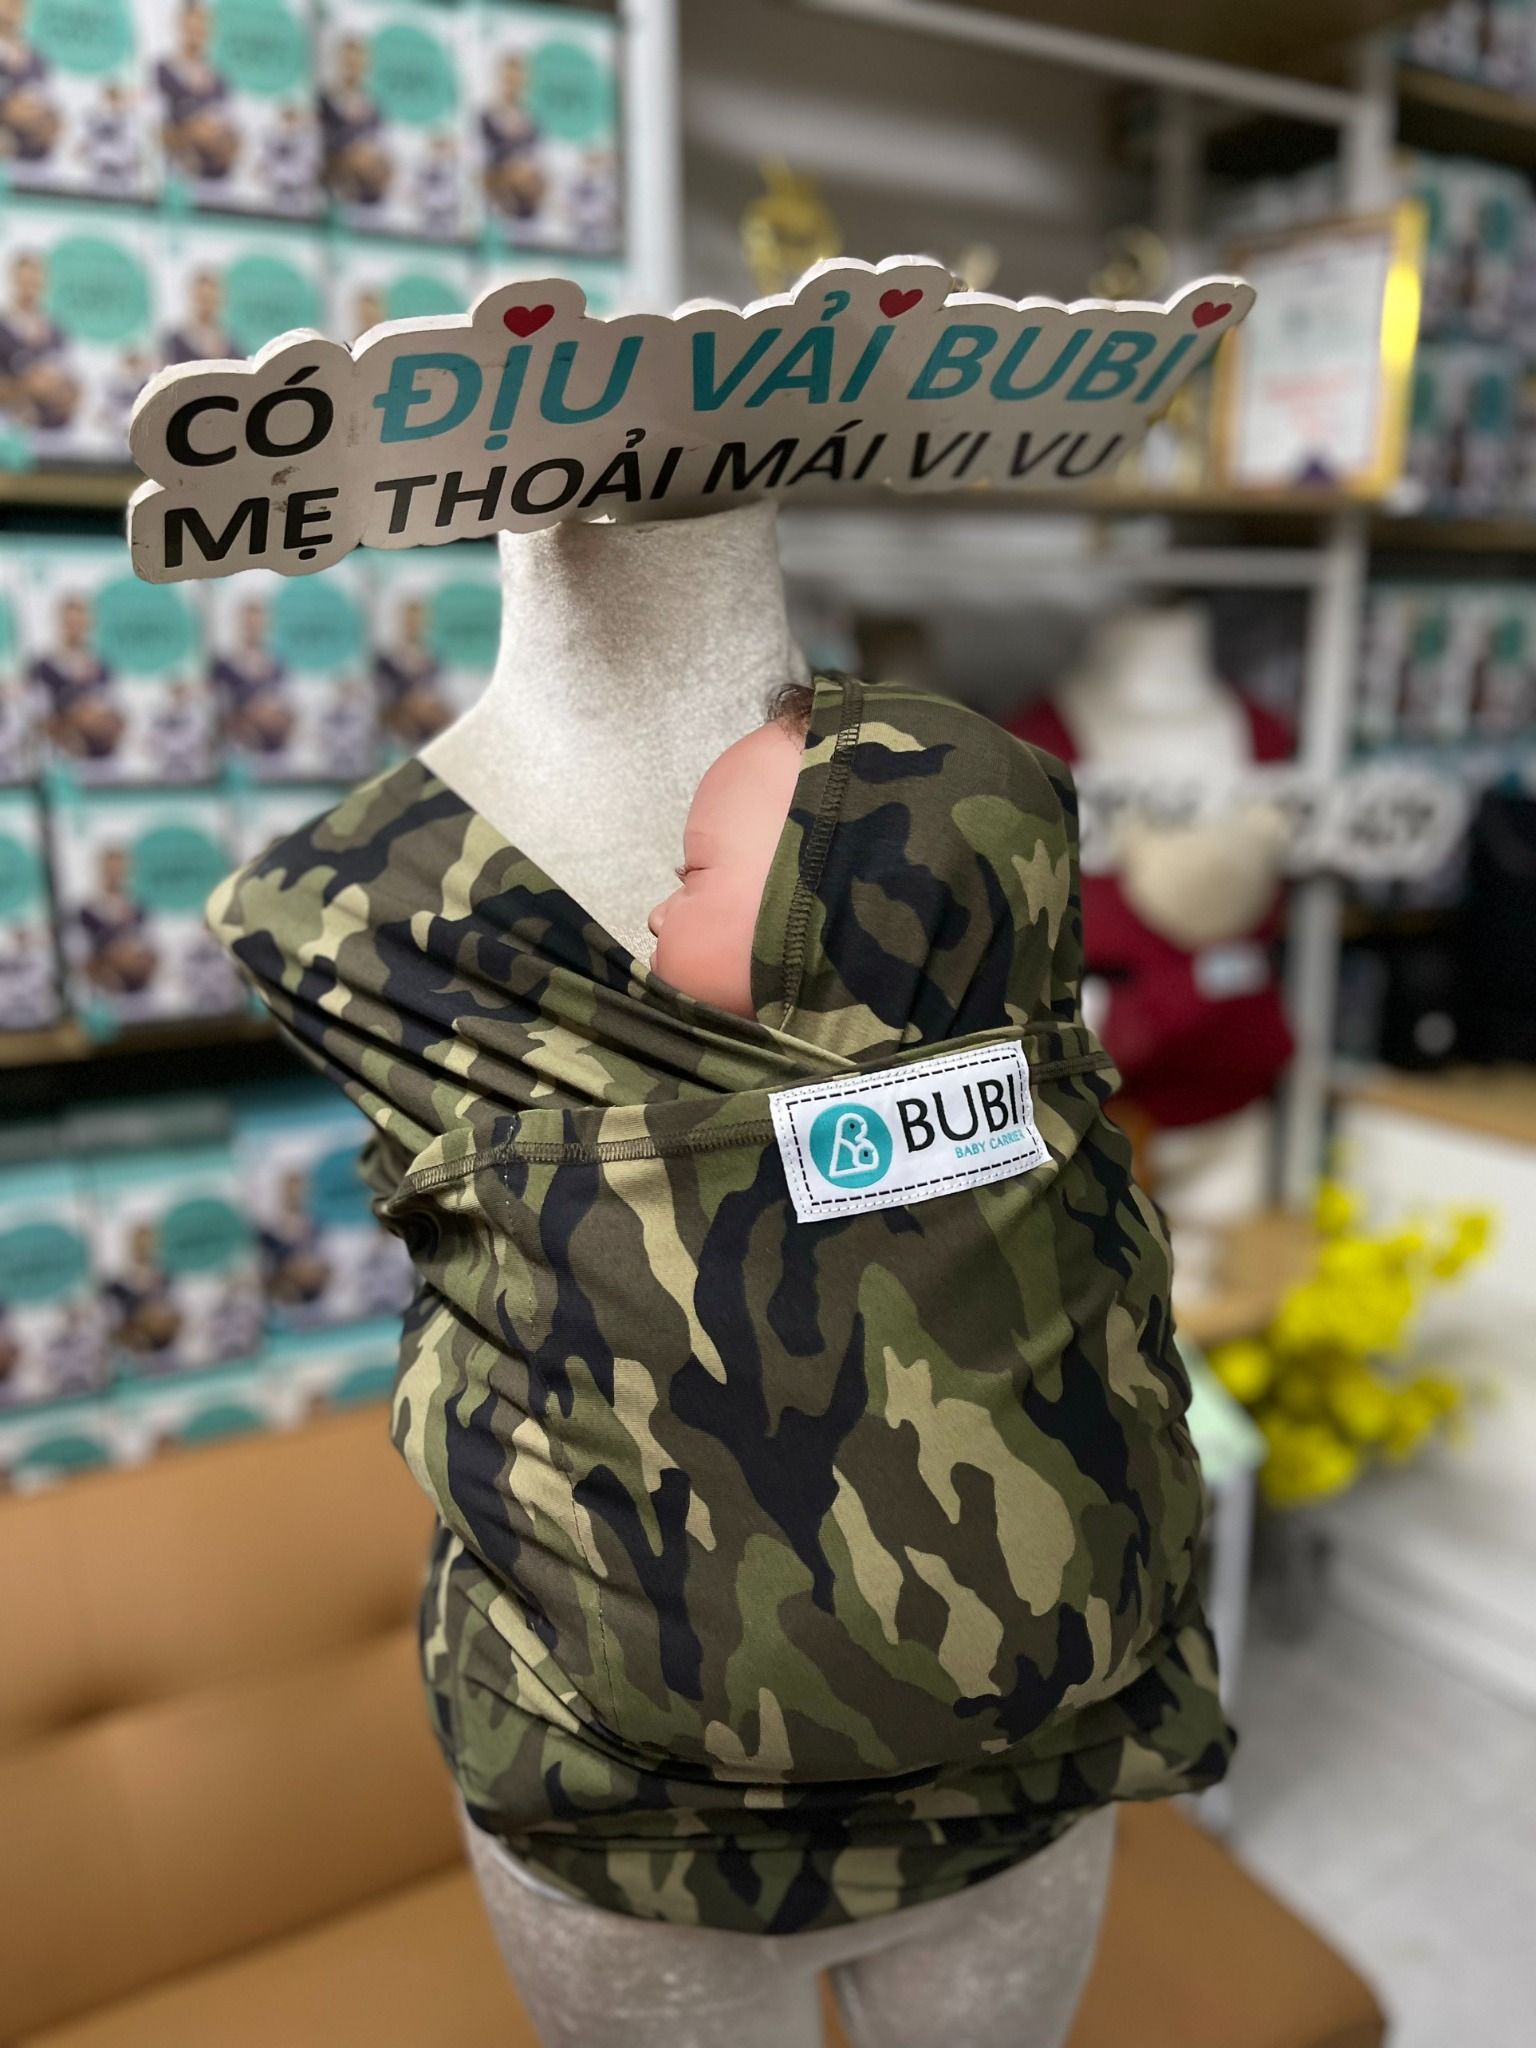 CÓ ĐỊU VẢI BUBI
MẸ THOẢI MÁI VI VU
BUBI
BABY CARRIER